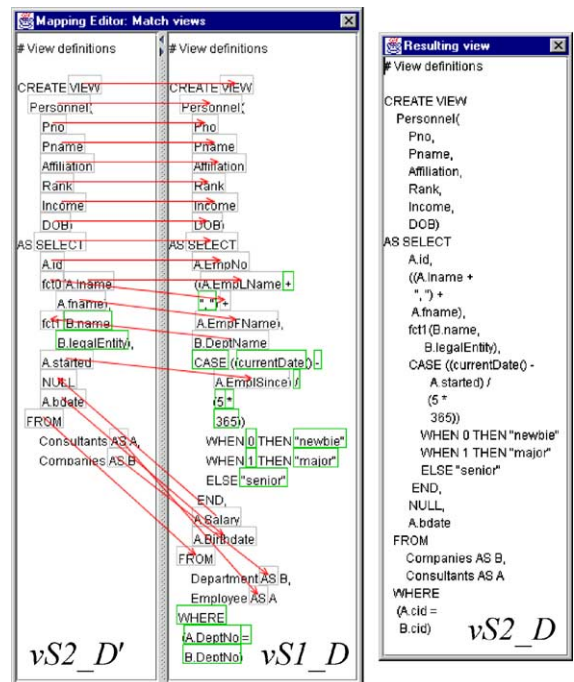 Mapping Editor: Match views
# View definitions
CREATE VIEW
Personnel(
Pno
Pname
Affiliation
Rank
Income
DOB)
AS SELECT
A.id
fct0(A.lname
A.fname),
fct1(B.name,
B.legalEntity),
A.started
NULL
A.bdate
FROM
Consultants AS A,
Companies AS B
vS2_D'
# View definitions
CREATE VIEW
Personnel(
Pno
Pname
Affiliation
Rank
Income
DOB)
AS SELECT
A.EmpNo
((A.EmpLName +
", ") +
A.EmpFName),
B.DeptName
CASE ((currentDate() -
A.EmplSince) /
(5 *
365))
WHEN 0 THEN "newbie"
WHEN 1 THEN "major"
ELSE "senior"
END,
A.Salary
A.Birthdate
FROM
Department AS B,
Employee AS A
WHERE
(A.DeptNo =
B.DeptNo)
vS1_D
Resulting view
# View definitions
CREATE VIEW
Personnel(
Pno,
Pname,
Affiliation,
Rank,
Income,
DOB)
AS SELECT
A.id,
((A.lname +
", ") +
A.fname),
fct1(B.name,
B.legalEntity),
CASE ((currentDate() -
A.started) /
(5 *
365))
WHEN 0 THEN "newbie"
WHEN 1 THEN "major"
ELSE "senior"
END,
NULL,
A.bdate
FROM
Companies AS B,
Consultants AS A
WHERE
(A.cid =
B.cid)
vS2_D